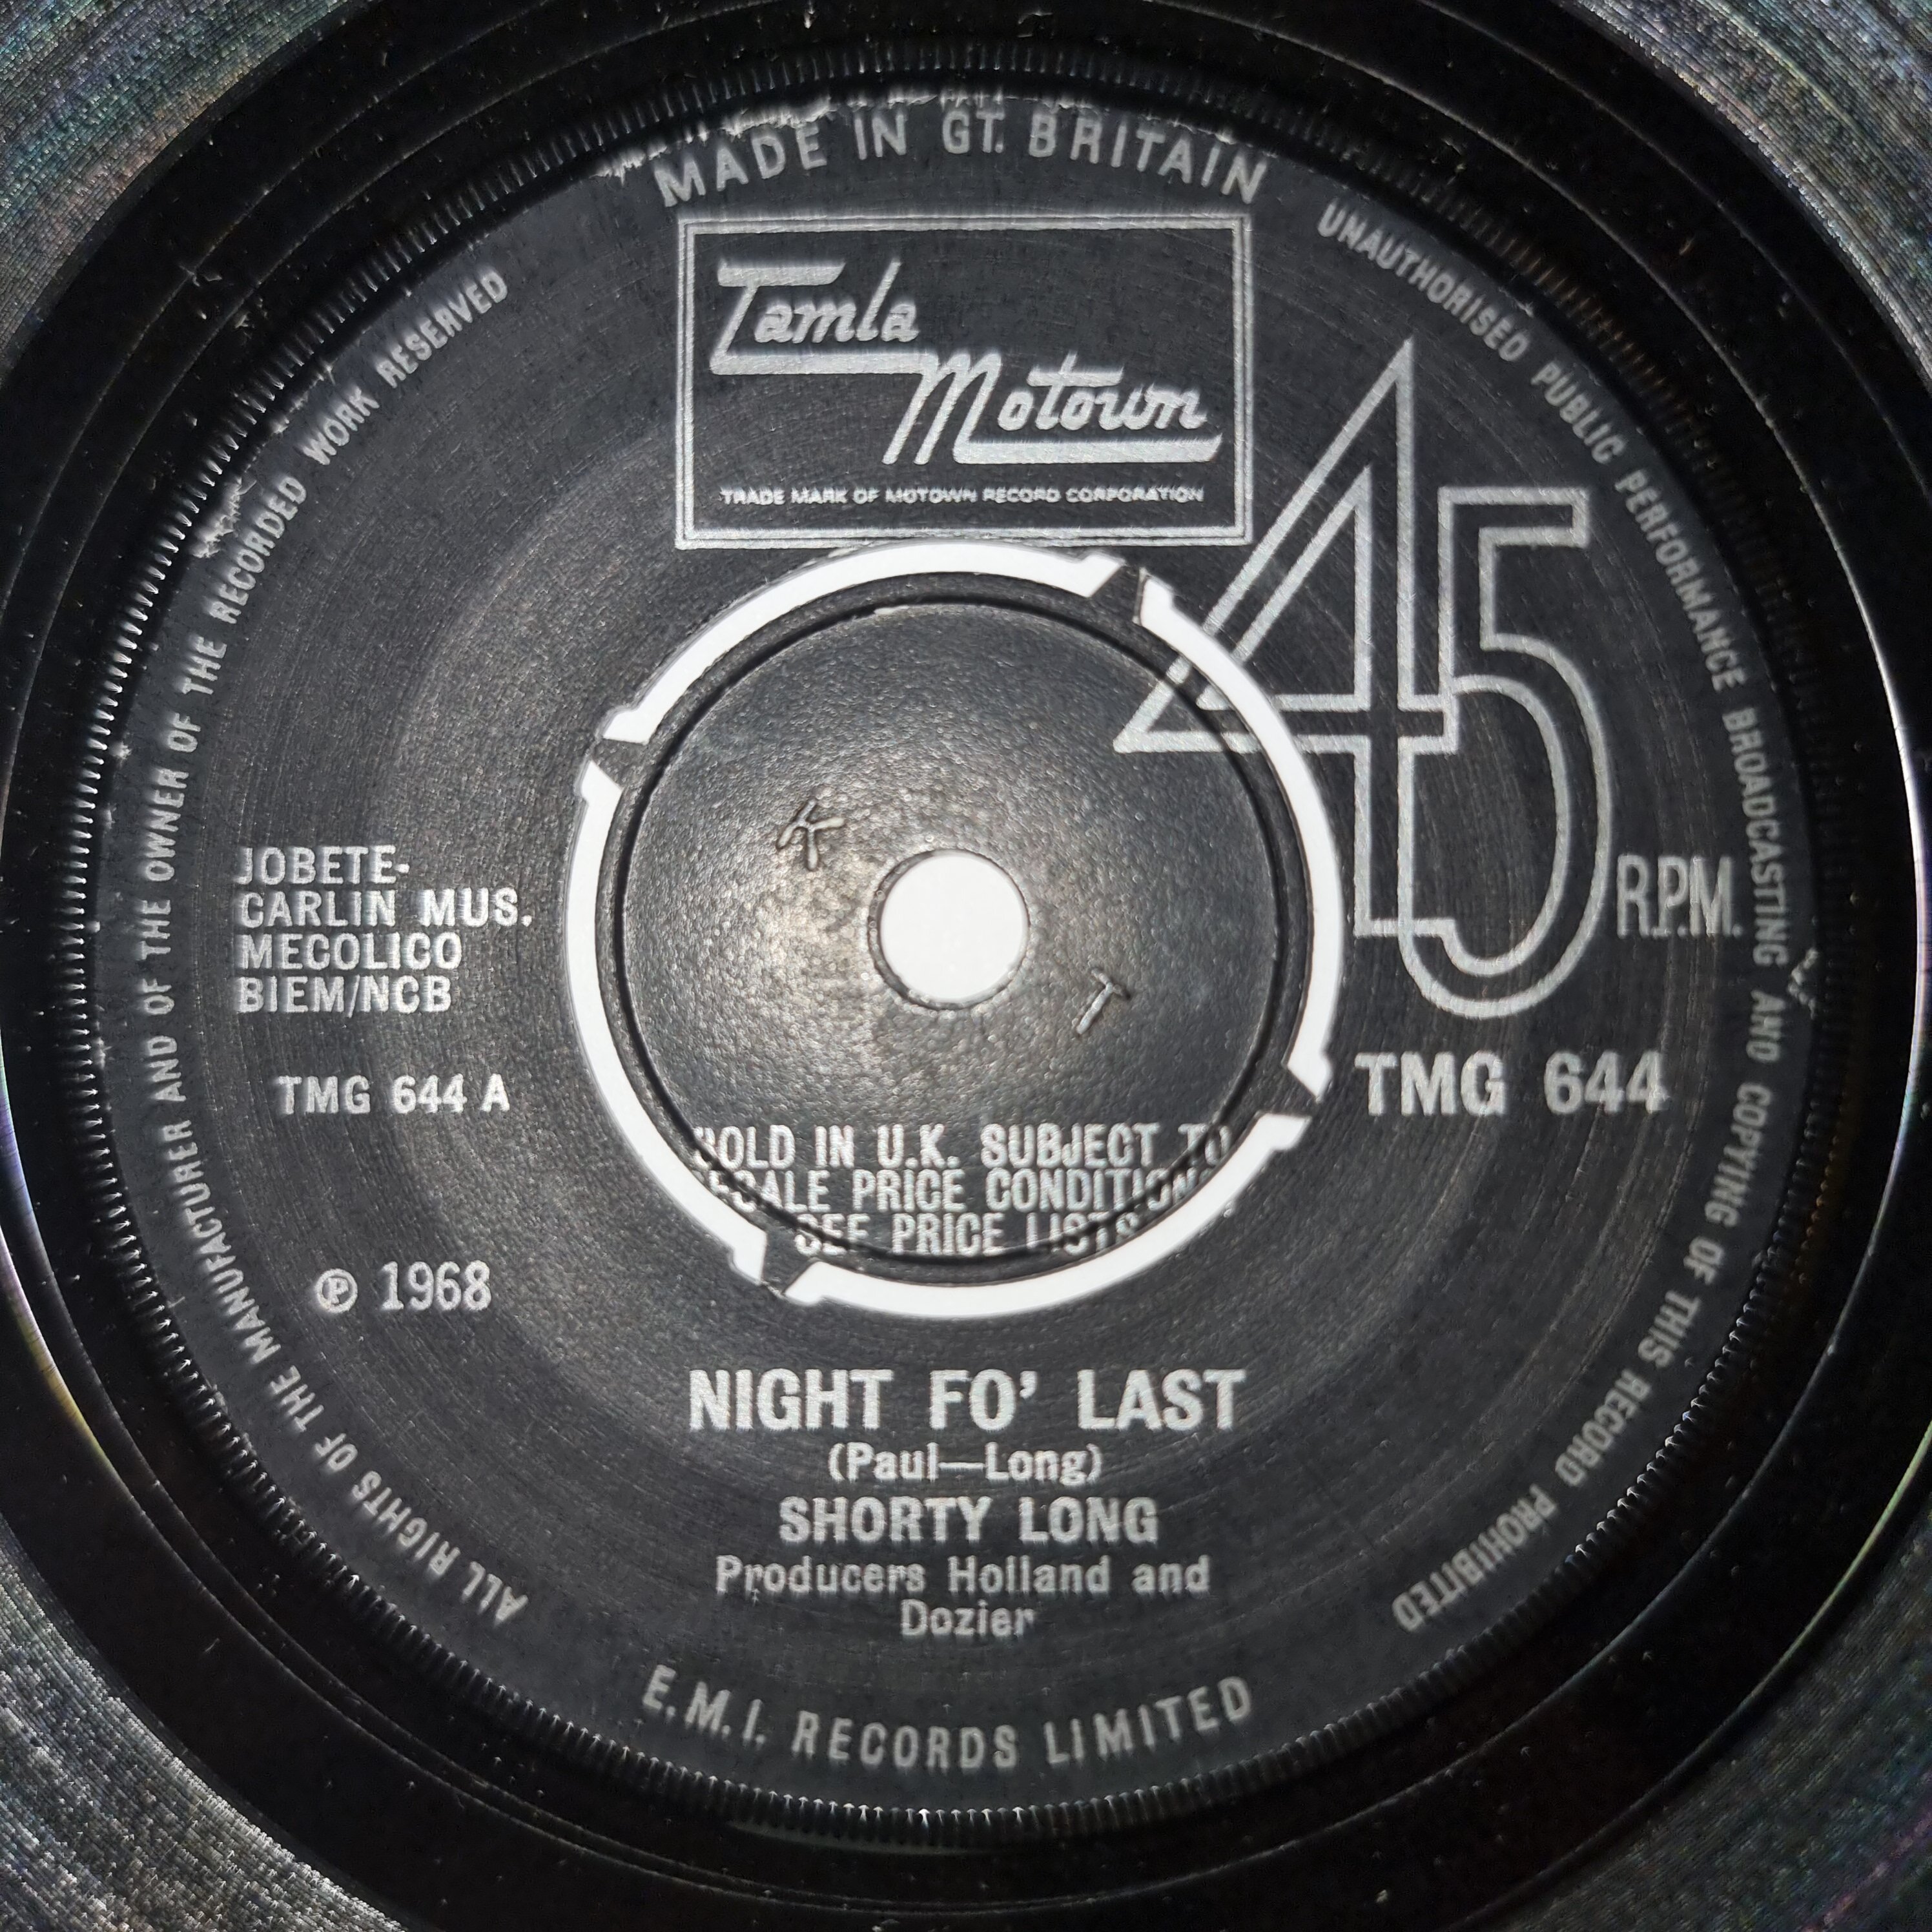 MADE IN GT. BRITAIN
Tamla
Motown
TRADE MARK OF MOTOWN RECORD CORPORATION
45
R.P.M.
UNAUTHORISED PUBLIC PERFORMANCE BROADCASTING AND COPYING OF THIS RECORD PROHIBITED
ALL RIGHTS OF THE MANUFACTURER AND OF THE OWNER OF THE RECORDED WORK RESERVED
JOBETE-
CARLIN MUS.
MECOLICO
BIEM/NCB
TMG 644 A
℗ 1968
K
T
TMG 644
SOLD IN U.K. SUBJECT TO
RESALE PRICE CONDITIONS,
SEE PRICE LISTS
NIGHT FO' LAST
(Paul—Long)
SHORTY LONG
Producers Holland and
Dozier
E.M.I. RECORDS LIMITED